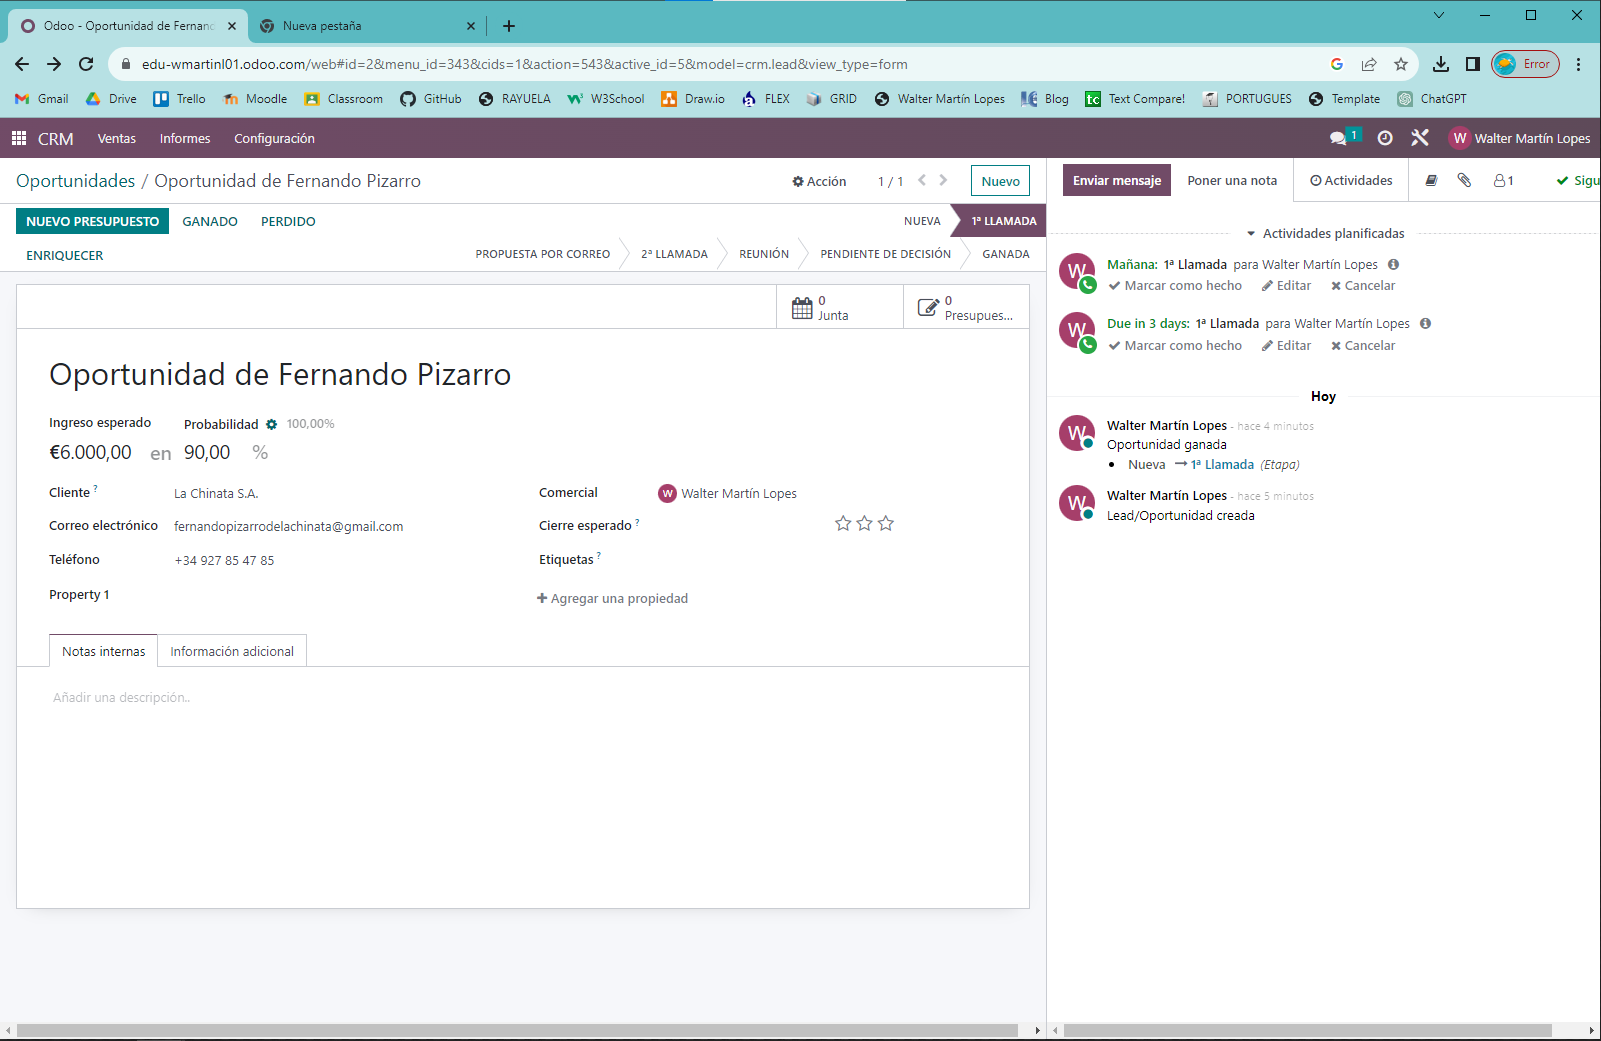 Odoo - Oportunidad de Fernand
Nueva pestaña
edu-wmartinl01.odoo.com/web#id=2&menu_id=343&cids=1&action=543&active_id=5&model=crm.lead&view_type=form
Error
Gmail Drive Trello Moodle Classroom GitHub RAYUELA W3School Draw.io FLEX GRID Walter Martín Lopes Blog Text Compare! PORTUGUES Template ChatGPT
CRM Ventas Informes Configuración 1 W Walter Martín Lopes
Oportunidades / Oportunidad de Fernando Pizarro Acción 1 / 1 Nuevo
NUEVO PRESUPUESTO GANADO PERDIDO NUEVA 1ª LLAMADA
ENRIQUECER PROPUESTA POR CORREO 2ª LLAMADA REUNIÓN PENDIENTE DE DECISIÓN GANADA
0
Junta
0
Presupues...
Oportunidad de Fernando Pizarro
Ingreso esperado Probabilidad 100,00%
€6.000,00 en 90,00 %
Cliente ? La Chinata S.A.
Comercial W Walter Martín Lopes
Correo electrónico fernandopizarrodelachinata@gmail.com
Cierre esperado ?
Teléfono +34 927 85 47 85
Etiquetas ?
Property 1
Agregar una propiedad
Notas internas Información adicional
Añadir una descripción..
Enviar mensaje Poner una nota Actividades 1 Sigu
Actividades planificadas
W Mañana: 1ª Llamada para Walter Martín Lopes
Marcar como hecho Editar Cancelar
W Due in 3 days: 1ª Llamada para Walter Martín Lopes
Marcar como hecho Editar Cancelar
Hoy
W Walter Martín Lopes - hace 4 minutos
Oportunidad ganada
Nueva → 1ª Llamada (Etapa)
W Walter Martín Lopes - hace 5 minutos
Lead/Oportunidad creada